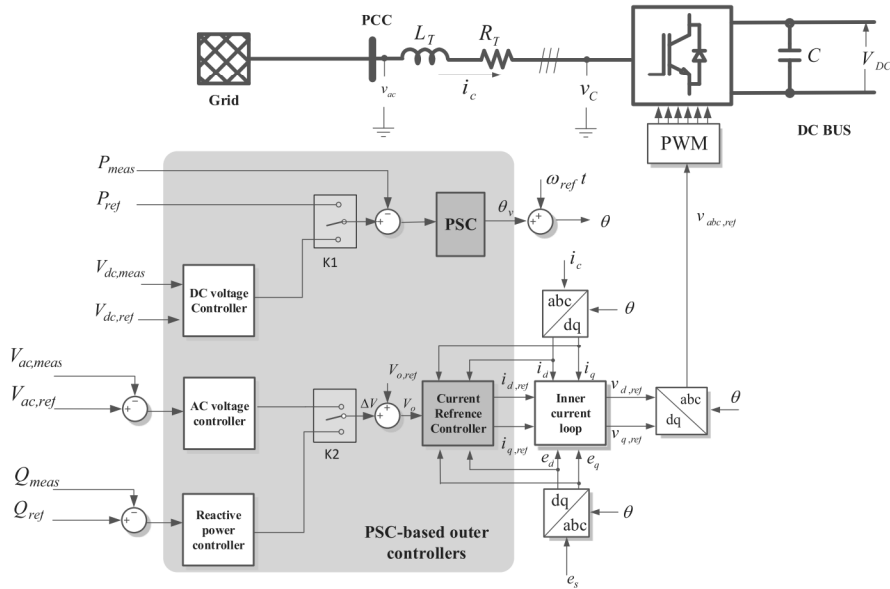 PCC
L_T
R_T
Grid
v_ac
i_c
v_C
C
V_DC
DC BUS
PWM
P_meas
P_ref
ω_ref t
θ_v
PSC
θ
v_abc,ref
K1
V_dc,meas
V_dc,ref
DC voltage
Controller
i_c
abc
dq
θ
V_ac,meas
V_ac,ref
AC voltage
controller
V_o,ref
ΔV
V_o
K2
Current
Refrence
Controller
i_d
i_q
i_d,ref
i_q,ref
Inner
current
loop
v_d,ref
v_q,ref
abc
dq
θ
e_d
e_q
Q_meas
Q_ref
Reactive
power
controller
PSC-based outer
controllers
dq
abc
θ
e_s